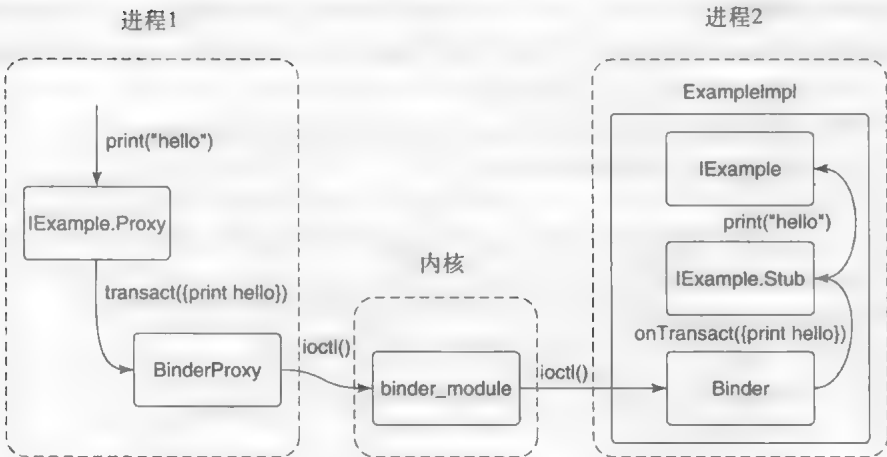 进程1
进程2
ExampleImpl
print("hello")
IExample
IExample.Proxy
print("hello")
内核
IExample.Stub
transact({print hello})
onTransact({print hello})
BinderProxy
ioctl()
binder_module
ioctl()
Binder